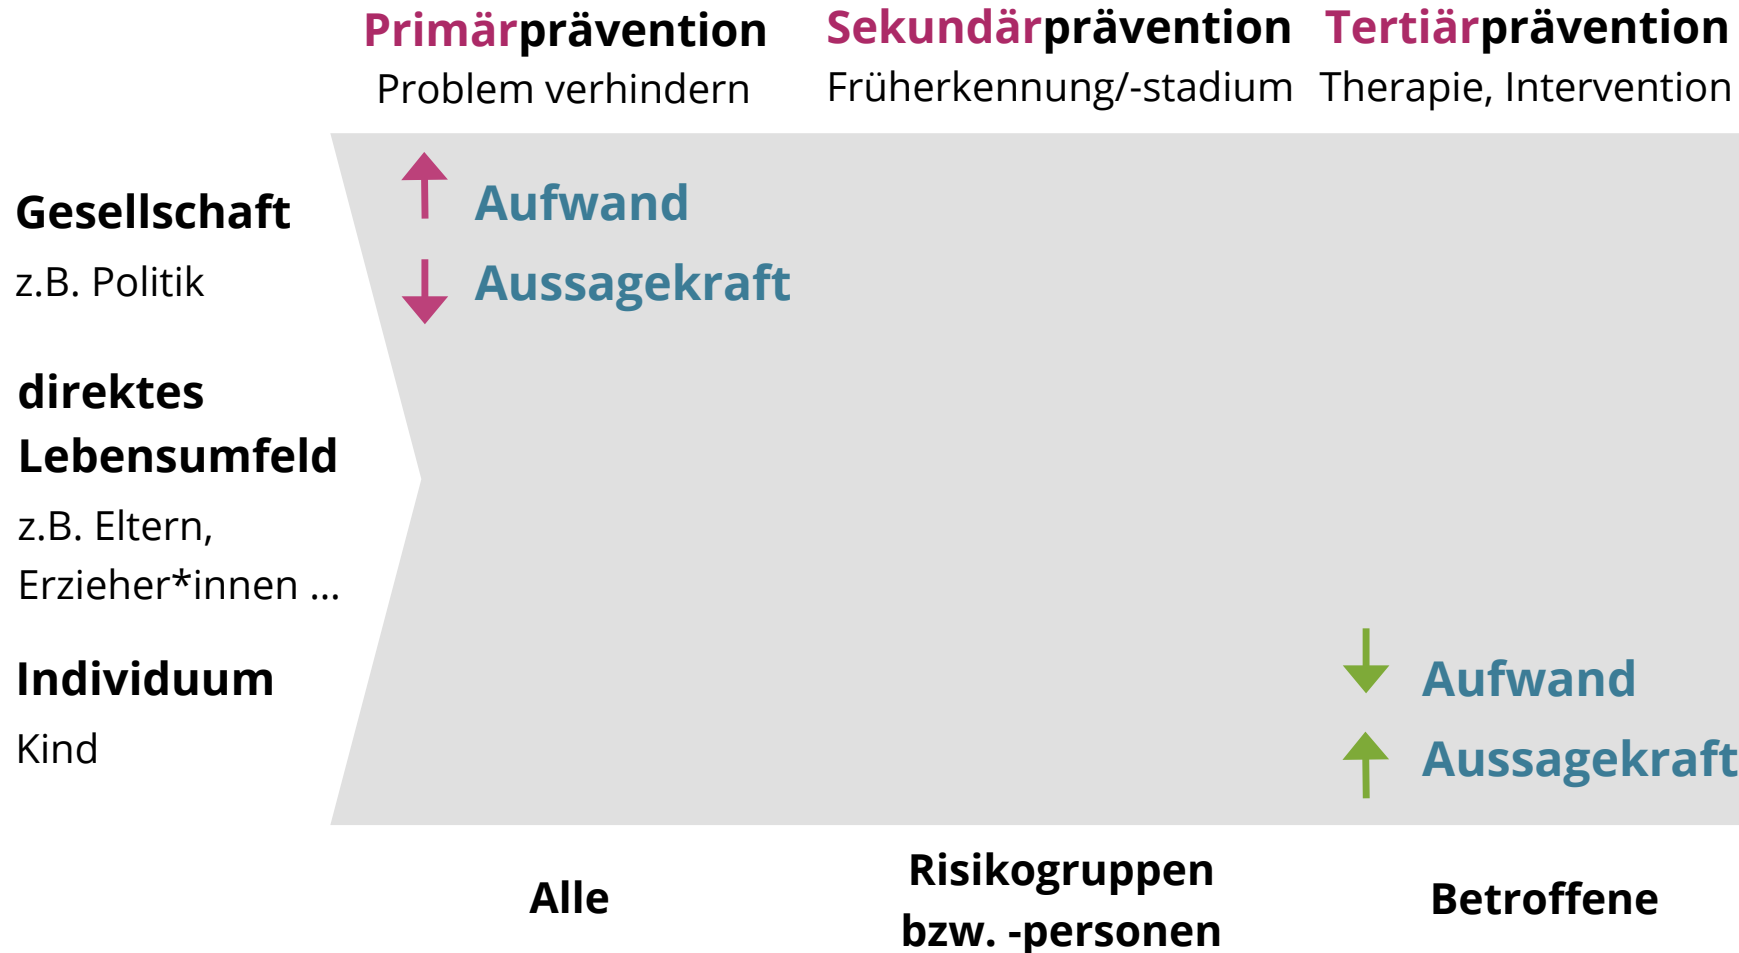 Primärprävention
Problem verhindern
Sekundärprävention
Früherkennung/-stadium
Tertiärprävention
Therapie, Intervention
Gesellschaft
z.B. Politik
Aufwand
Aussagekraft
direktes
Lebensumfeld
z.B. Eltern,
Erzieher*innen ...
Individuum
Kind
Aufwand
Aussagekraft
Alle
Risikogruppen
bzw. -personen
Betroffene